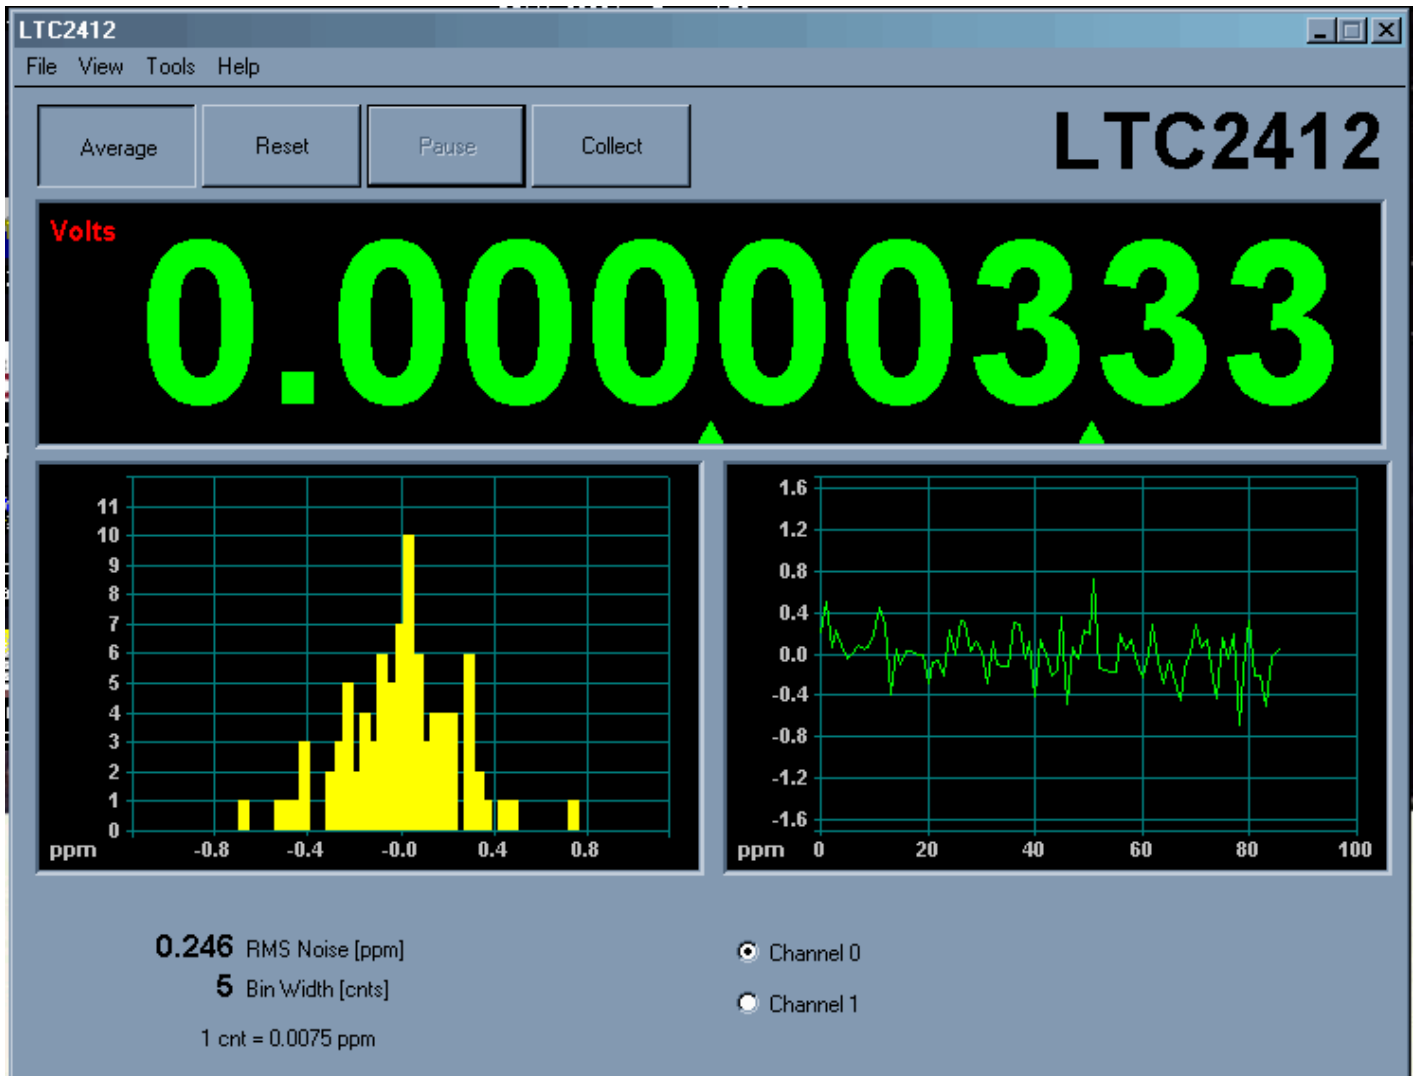 LTC2412
File View Tools Help
Average Reset Pause Collect
LTC2412
Volts
0.00000333
11
10
9
8
7
6
5
4
3
2
1
0
ppm -0.8 -0.4 -0.0 0.4 0.8
1.6
1.2
0.8
0.4
0.0
-0.4
-0.8
-1.2
-1.6
ppm 0 20 40 60 80 100
0.246 RMS Noise [ppm]
5 Bin Width [cnts]
1 cnt = 0.0075 ppm
Channel 0
Channel 1